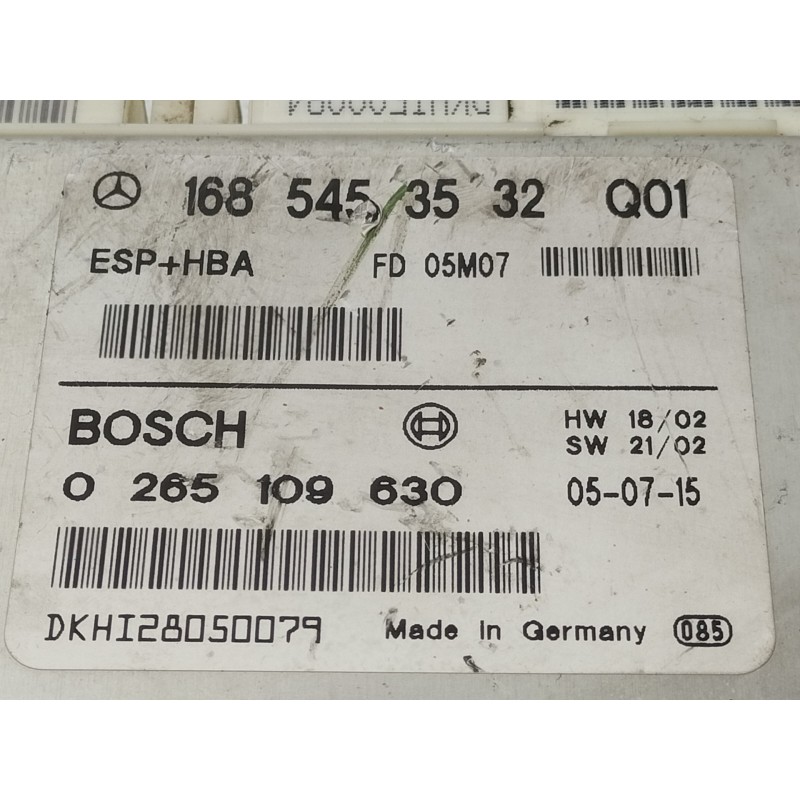 168 545 35 32 Q01
ESP+HBA FD 05M07
BOSCH HW 18/02
SW 21/02
0 265 109 630 05-07-15
DKHI28050079 Made in Germany 085